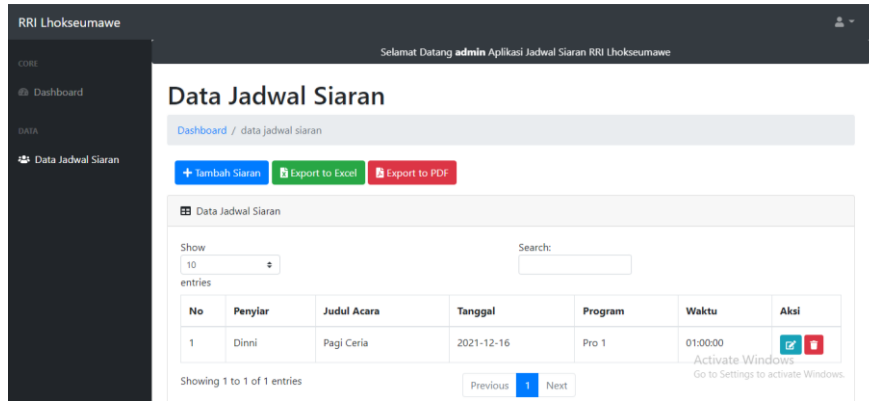 RRI Lhokseumawe
Selamat Datang admin Aplikasi Jadwal Siaran RRI Lhokseumawe
CORE
Dashboard
DATA
Data Jadwal Siaran
Data Jadwal Siaran
Dashboard / data jadwal siaran
+ Tambah Siaran Export to Excel Export to PDF
Data Jadwal Siaran
Show
10
entries
Search:
No Penyiar Judul Acara Tanggal Program Waktu Aksi
1 Dinni Pagi Ceria 2021-12-16 Pro 1 01:00:00
Showing 1 to 1 of 1 entries
Previous 1 Next
Activate Windows
Go to Settings to activate Windows.